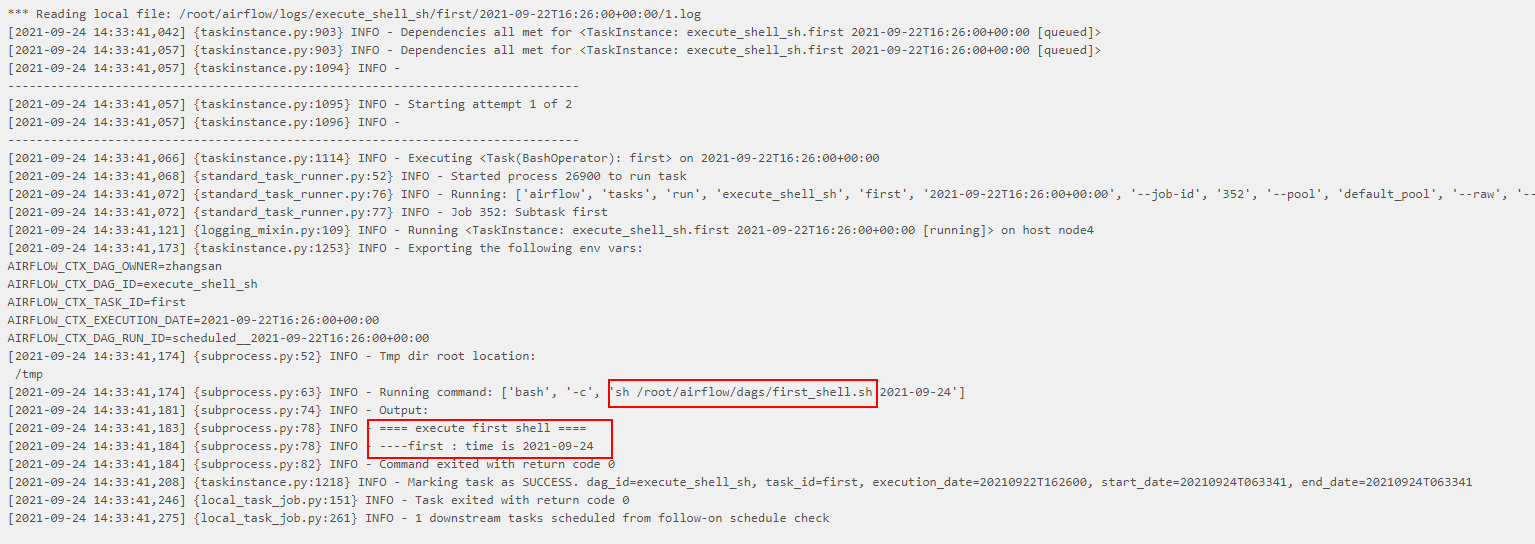 *** Reading local file: /root/airflow/logs/execute_shell_sh/first/2021-09-22T16:26:00+00:00/1.log
[2021-09-24 14:33:41,042] {taskinstance.py:903} INFO - Dependencies all met for <TaskInstance: execute_shell_sh.first 2021-09-22T16:26:00+00:00 [queued]>
[2021-09-24 14:33:41,057] {taskinstance.py:903} INFO - Dependencies all met for <TaskInstance: execute_shell_sh.first 2021-09-22T16:26:00+00:00 [queued]>
[2021-09-24 14:33:41,057] {taskinstance.py:1094} INFO -
--------------------------------------------------------------------------------
[2021-09-24 14:33:41,057] {taskinstance.py:1095} INFO - Starting attempt 1 of 2
[2021-09-24 14:33:41,057] {taskinstance.py:1096} INFO -
--------------------------------------------------------------------------------
[2021-09-24 14:33:41,066] {taskinstance.py:1114} INFO - Executing <Task(BashOperator): first> on 2021-09-22T16:26:00+00:00
[2021-09-24 14:33:41,068] {standard_task_runner.py:52} INFO - Started process 26900 to run task
[2021-09-24 14:33:41,072] {standard_task_runner.py:76} INFO - Running: ['airflow', 'tasks', 'run', 'execute_shell_sh', 'first', '2021-09-22T16:26:00+00:00', '--job-id', '352', '--pool', 'default_pool', '--raw', '--
[2021-09-24 14:33:41,072] {standard_task_runner.py:77} INFO - Job 352: Subtask first
[2021-09-24 14:33:41,121] {logging_mixin.py:109} INFO - Running <TaskInstance: execute_shell_sh.first 2021-09-22T16:26:00+00:00 [running]> on host node4
[2021-09-24 14:33:41,173] {taskinstance.py:1253} INFO - Exporting the following env vars:
AIRFLOW_CTX_DAG_OWNER=zhangsan
AIRFLOW_CTX_DAG_ID=execute_shell_sh
AIRFLOW_CTX_TASK_ID=first
AIRFLOW_CTX_EXECUTION_DATE=2021-09-22T16:26:00+00:00
AIRFLOW_CTX_DAG_RUN_ID=scheduled__2021-09-22T16:26:00+00:00
[2021-09-24 14:33:41,174] {subprocess.py:52} INFO - Tmp dir root location:
 /tmp
[2021-09-24 14:33:41,174] {subprocess.py:63} INFO - Running command: ['bash', '-c', 'sh /root/airflow/dags/first_shell.sh 2021-09-24']
[2021-09-24 14:33:41,181] {subprocess.py:74} INFO - Output:
[2021-09-24 14:33:41,183] {subprocess.py:78} INFO - ==== execute first shell ====
[2021-09-24 14:33:41,184] {subprocess.py:78} INFO - ----first : time is 2021-09-24
[2021-09-24 14:33:41,184] {subprocess.py:82} INFO - Command exited with return code 0
[2021-09-24 14:33:41,208] {taskinstance.py:1218} INFO - Marking task as SUCCESS. dag_id=execute_shell_sh, task_id=first, execution_date=20210922T162600, start_date=20210924T063341, end_date=20210924T063341
[2021-09-24 14:33:41,246] {local_task_job.py:151} INFO - Task exited with return code 0
[2021-09-24 14:33:41,275] {local_task_job.py:261} INFO - 1 downstream tasks scheduled from follow-on schedule check